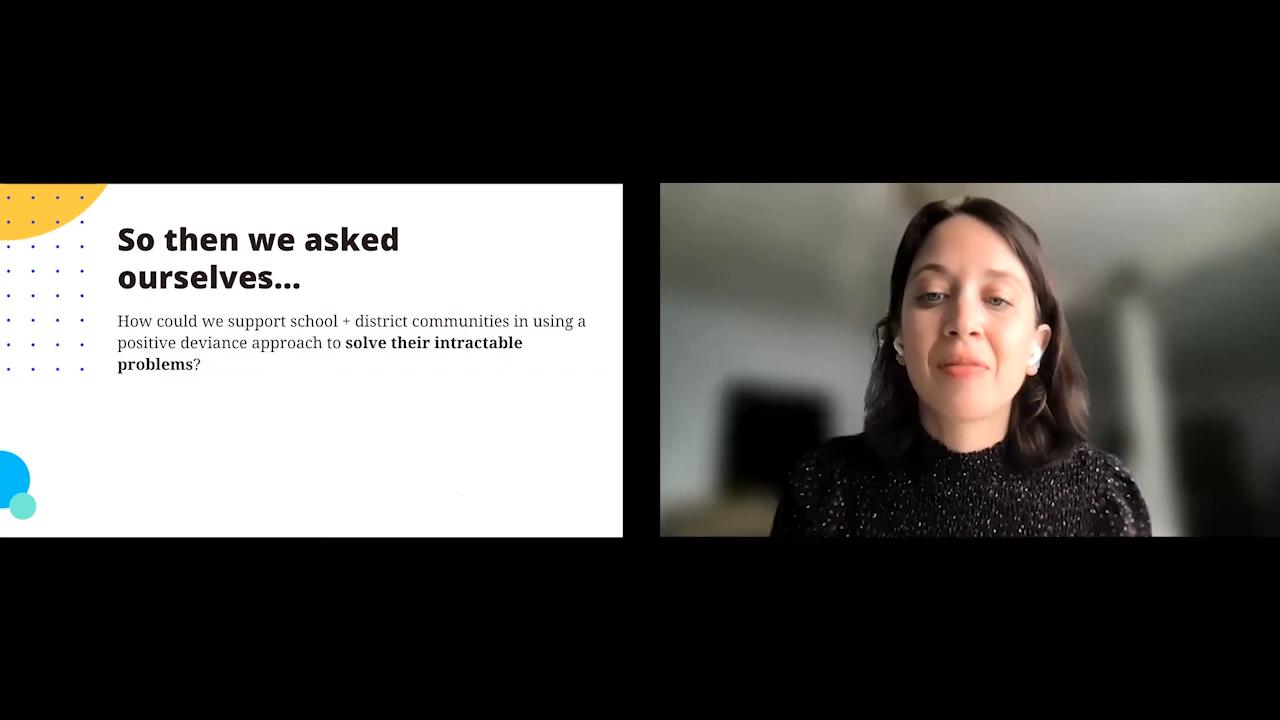 So then we asked
ourselves...
How could we support school + district communities in using a
positive deviance approach to solve their intractable
problems?